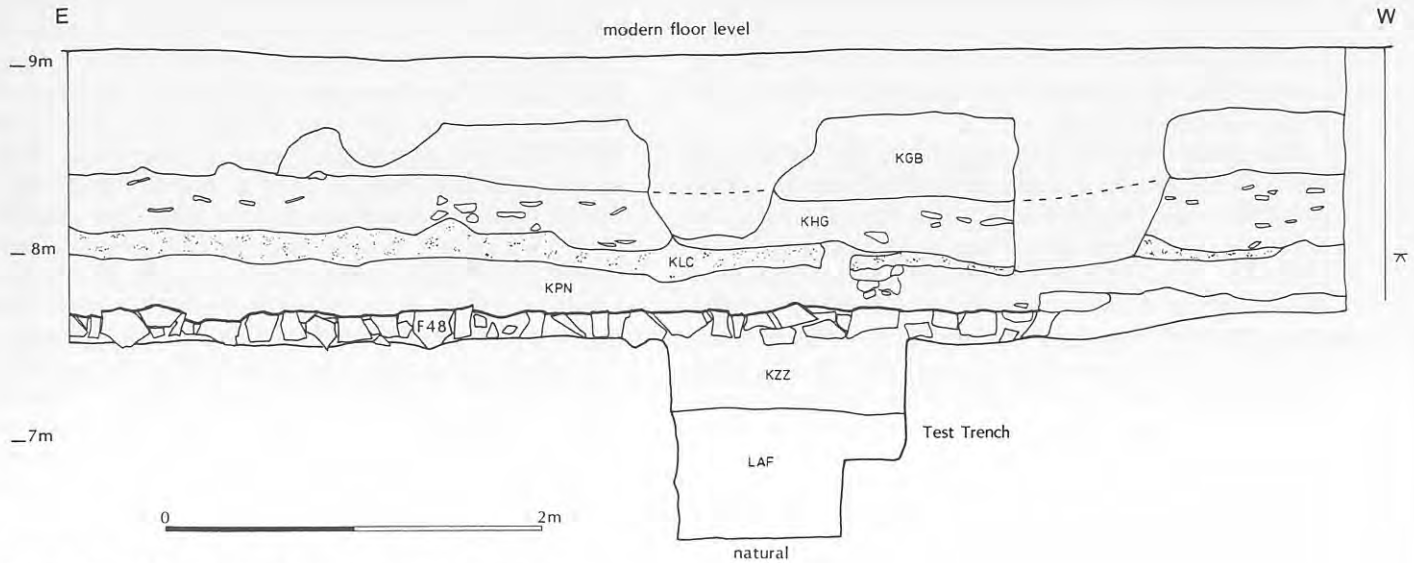 E
W
modern floor level
9m
KGB
KHG
8m
KLC
K
KPN
F48
KZZ
7m
Test Trench
LAF
0
2m
natural